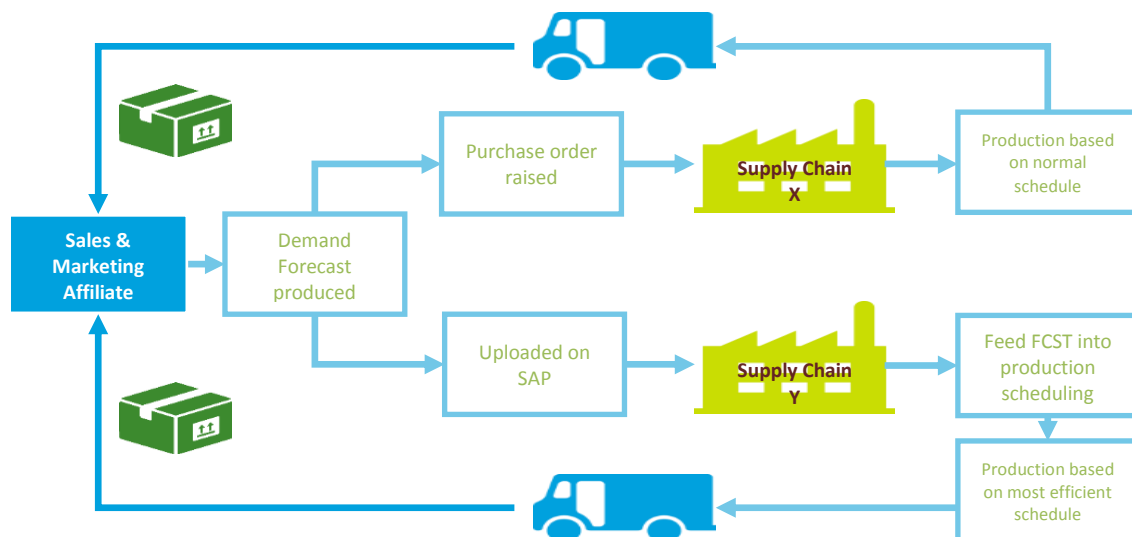 Purchase order
raised
Supply Chain
X
Production based
on normal
schedule
Sales &
Marketing
Affiliate
Demand
Forecast
produced
Uploaded on
SAP
Supply Chain
Y
Feed FCST into
production
scheduling
Production based
on most efficient
schedule